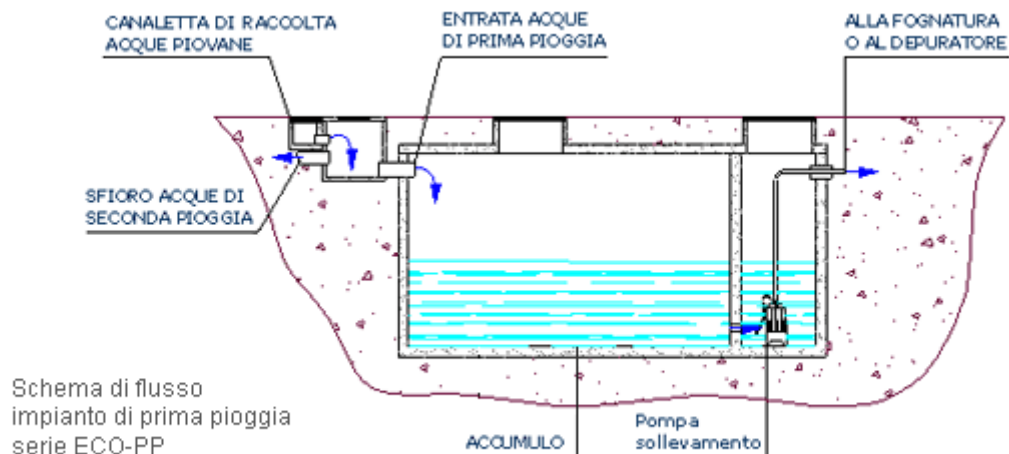 CANALETTA DI RACCOLTA
ACQUE PIOVANE
ENTRATA ACQUE
DI PRIMA PIOGGIA
ALLA FOGNATURA
O AL DEPURATORE
SFIORO ACQUE DI
SECONDA PIOGGIA
Schema di flusso
impianto di prima pioggia
serie ECO-PP
ACCUMULO
Pompa
sollevamento